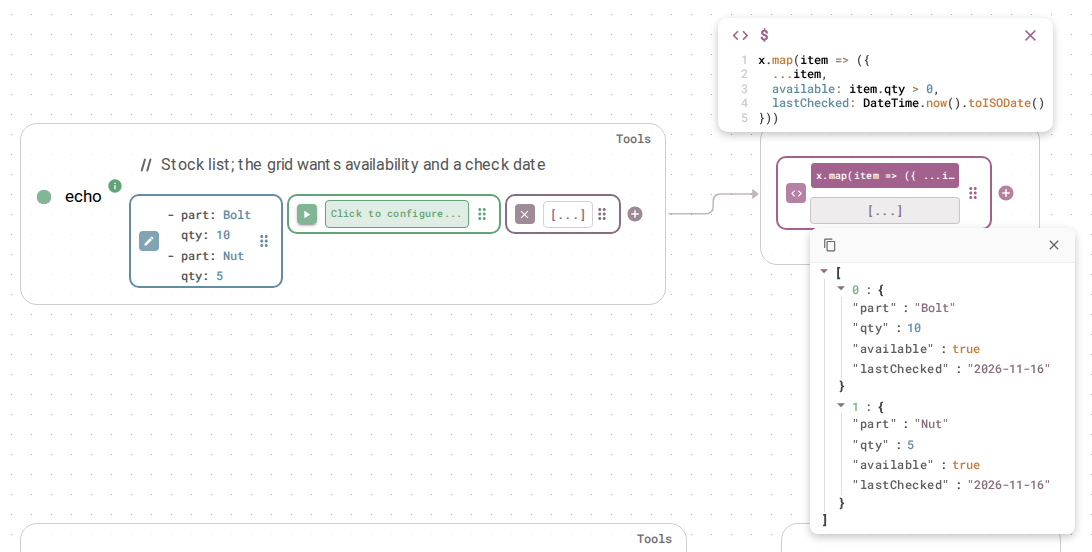 $
1 x.map(item => ({
2 ...item,
3 available: item.qty > 0,
4 lastChecked: DateTime.now().toISODate()
5 }))
Tools
// Stock list; the grid wants availability and a check date
echo
- part: Bolt
qty: 10
- part: Nut
qty: 5
Click to configure...
[...]
x.map(item => ({ ...i…
[...]
[
0 : {
"part" : "Bolt"
"qty" : 10
"available" : true
"lastChecked" : "2026-11-16"
}
1 : {
"part" : "Nut"
"qty" : 5
"available" : true
"lastChecked" : "2026-11-16"
}
]
Tools